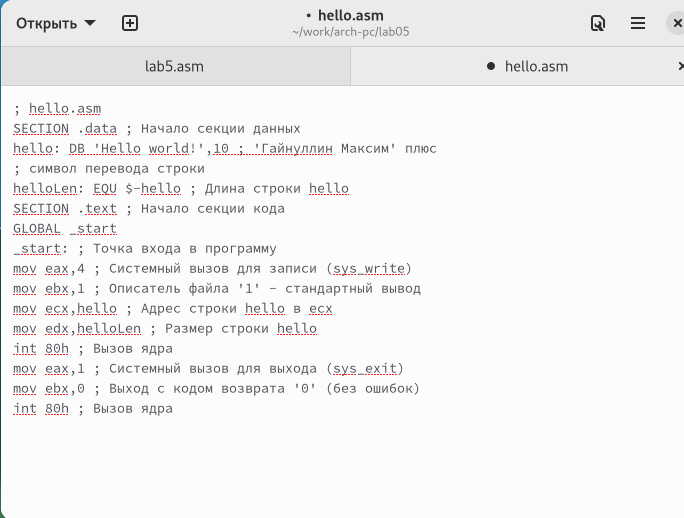 Открыть
• hello.asm
~/work/arch-pc/lab05
lab5.asm
• hello.asm
; hello.asm
SECTION .data ; Начало секции данных
hello: DB 'Hello world!',10 ; 'Гайнуллин Максим' плюс
; символ перевода строки
helloLen: EQU $-hello ; Длина строки hello
SECTION .text ; Начало секции кода
GLOBAL _start
_start: ; Точка входа в программу
mov eax,4 ; Системный вызов для записи (sys_write)
mov ebx,1 ; Описатель файла '1' - стандартный вывод
mov ecx,hello ; Адрес строки hello в ecx
mov edx,helloLen ; Размер строки hello
int 80h ; Вызов ядра
mov eax,1 ; Системный вызов для выхода (sys_exit)
mov ebx,0 ; Выход с кодом возврата '0' (без ошибок)
int 80h ; Вызов ядра